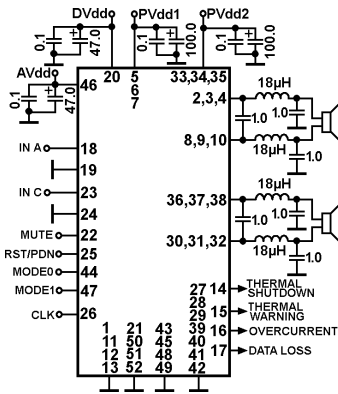 DVdd PVdd1 PVdd2
0.1 47.0 0.1 100.0 0.1 100.0
AVdd
0.1 47.0
46 20 5 33,34,35
6
7
18µH
2,3,4
1.0 1.0
IN A 18 8,9,10
18µH 1.0
19
IN C 23
18µH
24 36,37,38
1.0 1.0
MUTE 22
RST/PDN 25 30,31,32
18µH 1.0
MODE0 44
MODE1 47
27 14 THERMAL SHUTDOWN
28
CLK 26 29 15 THERMAL WARNING
1 21 43 39 16 OVERCURRENT
11 50 45 40
12 51 48 41 17 DATA LOSS
13 52 49 42